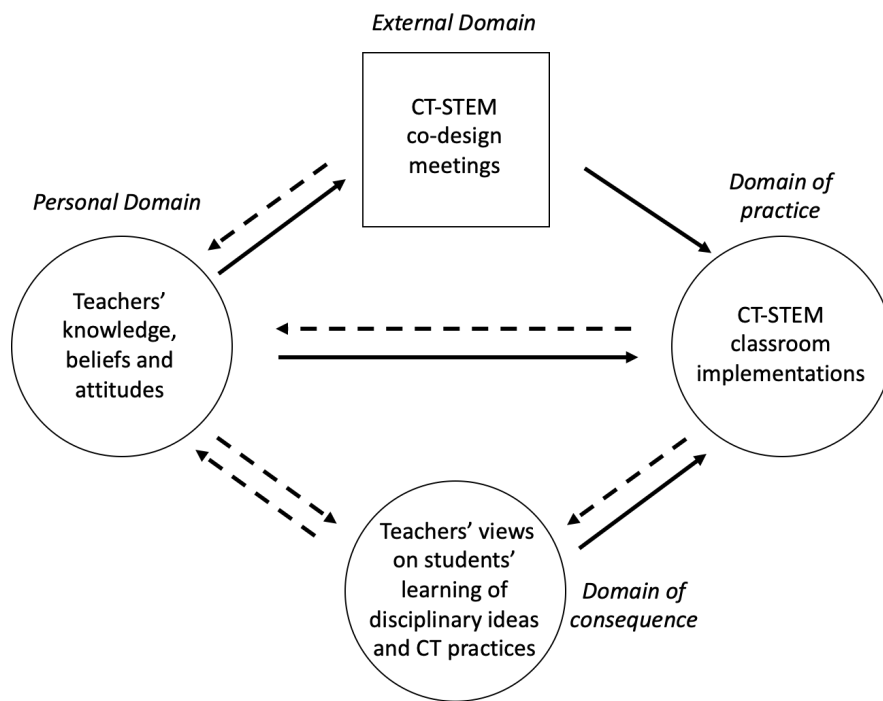 External Domain
CT-STEM
co-design
meetings
Personal Domain
Domain of
practice
Teachers’
knowledge,
beliefs and
attitudes
CT-STEM
classroom
implementations
Teachers’ views
on students’
learning of
disciplinary ideas
and CT practices
Domain of
consequence